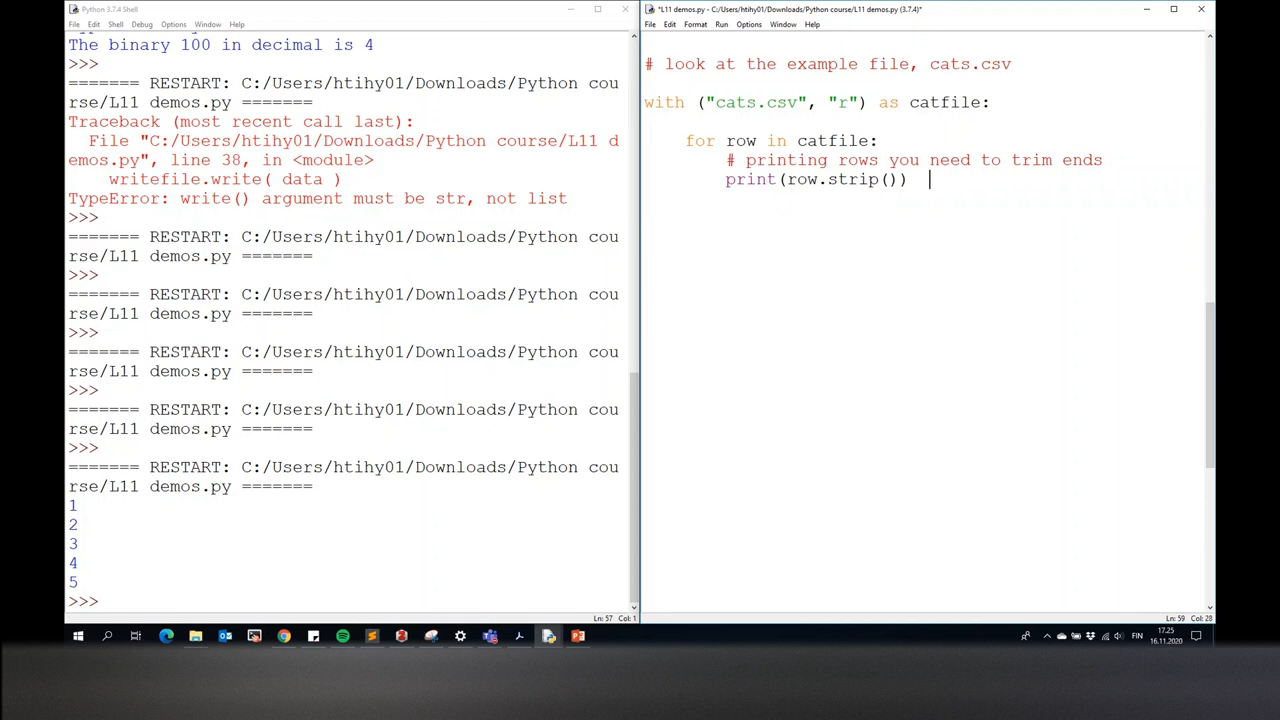 Python 3.7.4 Shell
File Edit Shell Debug Options Window Help
The binary 100 in decimal is 4
>>>
======= RESTART: C:/Users/htihy01/Downloads/Python cou
rse/L11 demos.py =======
Traceback (most recent call last):
File "C:/Users/htihy01/Downloads/Python course/L11 d
emos.py", line 38, in <module>
writefile.write( data )
TypeError: write() argument must be str, not list
>>>
======= RESTART: C:/Users/htihy01/Downloads/Python cou
rse/L11 demos.py =======
>>>
======= RESTART: C:/Users/htihy01/Downloads/Python cou
rse/L11 demos.py =======
>>>
======= RESTART: C:/Users/htihy01/Downloads/Python cou
rse/L11 demos.py =======
>>>
======= RESTART: C:/Users/htihy01/Downloads/Python cou
rse/L11 demos.py =======
>>>
======= RESTART: C:/Users/htihy01/Downloads/Python cou
rse/L11 demos.py =======
1
2
3
4
5
>>>
Ln: 57 Col: 1
*L11 demos.py - C:/Users/htihy01/Downloads/Python course/L11 demos.py (3.7.4)*
File Edit Format Run Options Window Help
# look at the example file, cats.csv
with ("cats.csv", "r") as catfile:
for row in catfile:
# printing rows you need to trim ends
print(row.strip())
Ln: 59 Col: 28
FIN
17.25
16.11.2020